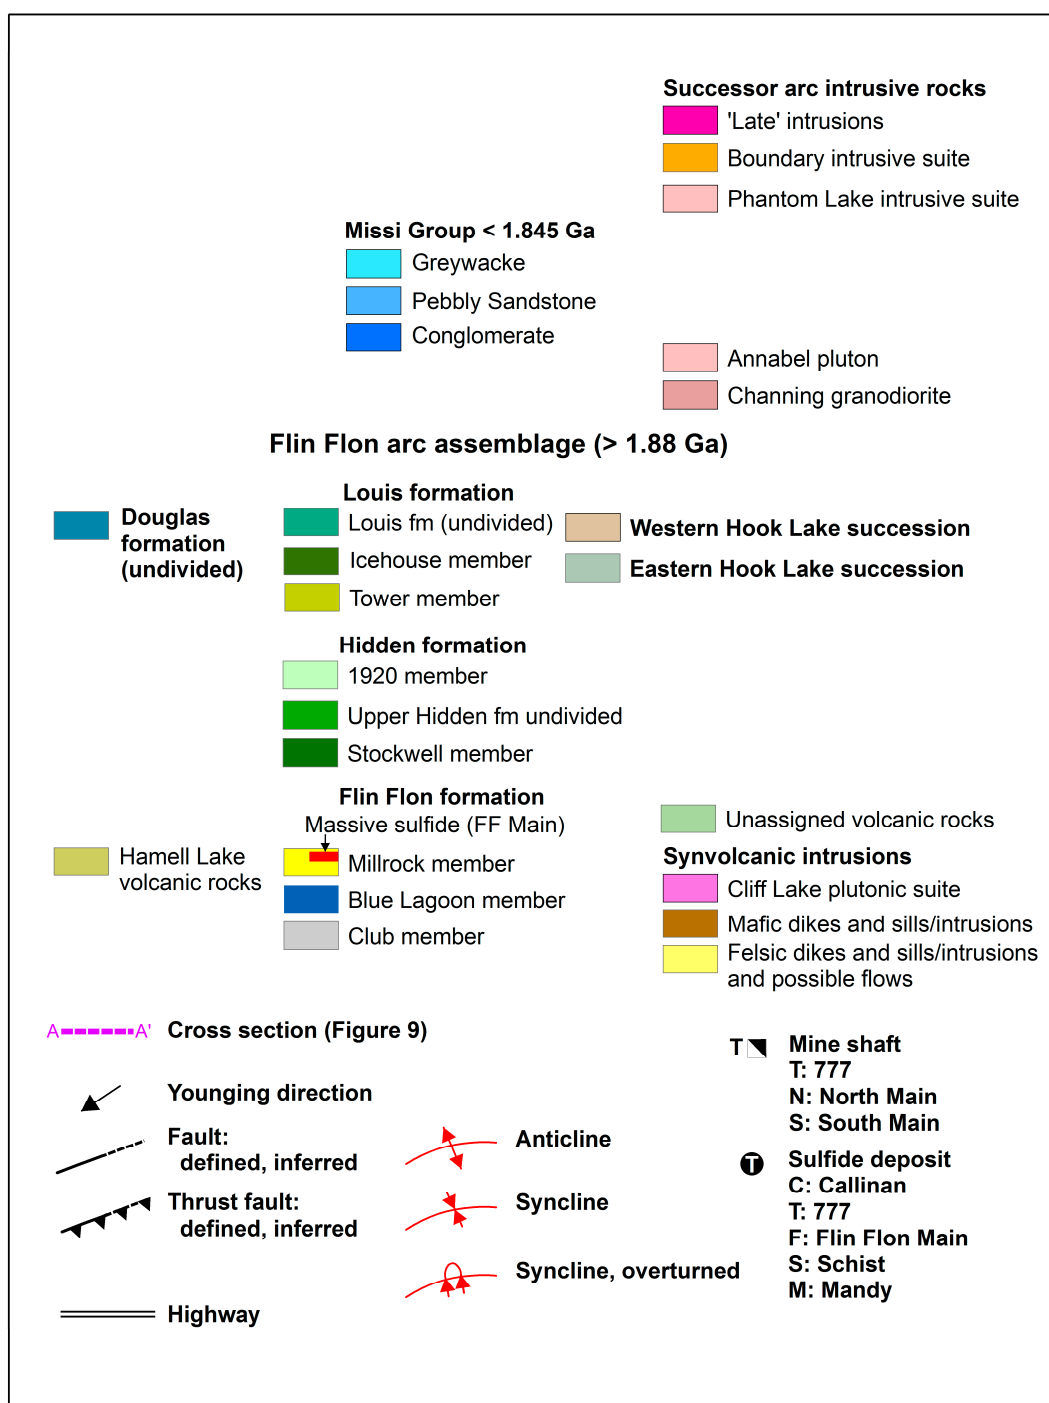 Successor arc intrusive rocks
'Late' intrusions
Boundary intrusive suite
Phantom Lake intrusive suite
Missi Group < 1.845 Ga
Greywacke
Pebbly Sandstone
Conglomerate
Annabel pluton
Channing granodiorite
Flin Flon arc assemblage (> 1.88 Ga)
Douglas
formation
(undivided)
Louis formation
Louis fm (undivided)
Icehouse member
Tower member
Western Hook Lake succession
Eastern Hook Lake succession
Hidden formation
1920 member
Upper Hidden fm undivided
Stockwell member
Flin Flon formation
Massive sulfide (FF Main)
Millrock member
Blue Lagoon member
Club member
Hamell Lake
volcanic rocks
Unassigned volcanic rocks
Synvolcanic intrusions
Cliff Lake plutonic suite
Mafic dikes and sills/intrusions
Felsic dikes and sills/intrusions
and possible flows
A A' Cross section (Figure 9)
Younging direction
Fault:
defined, inferred
Thrust fault:
defined, inferred
Highway
Anticline
Syncline
Syncline, overturned
T Mine shaft
T: 777
N: North Main
S: South Main
T Sulfide deposit
C: Callinan
T: 777
F: Flin Flon Main
S: Schist
M: Mandy